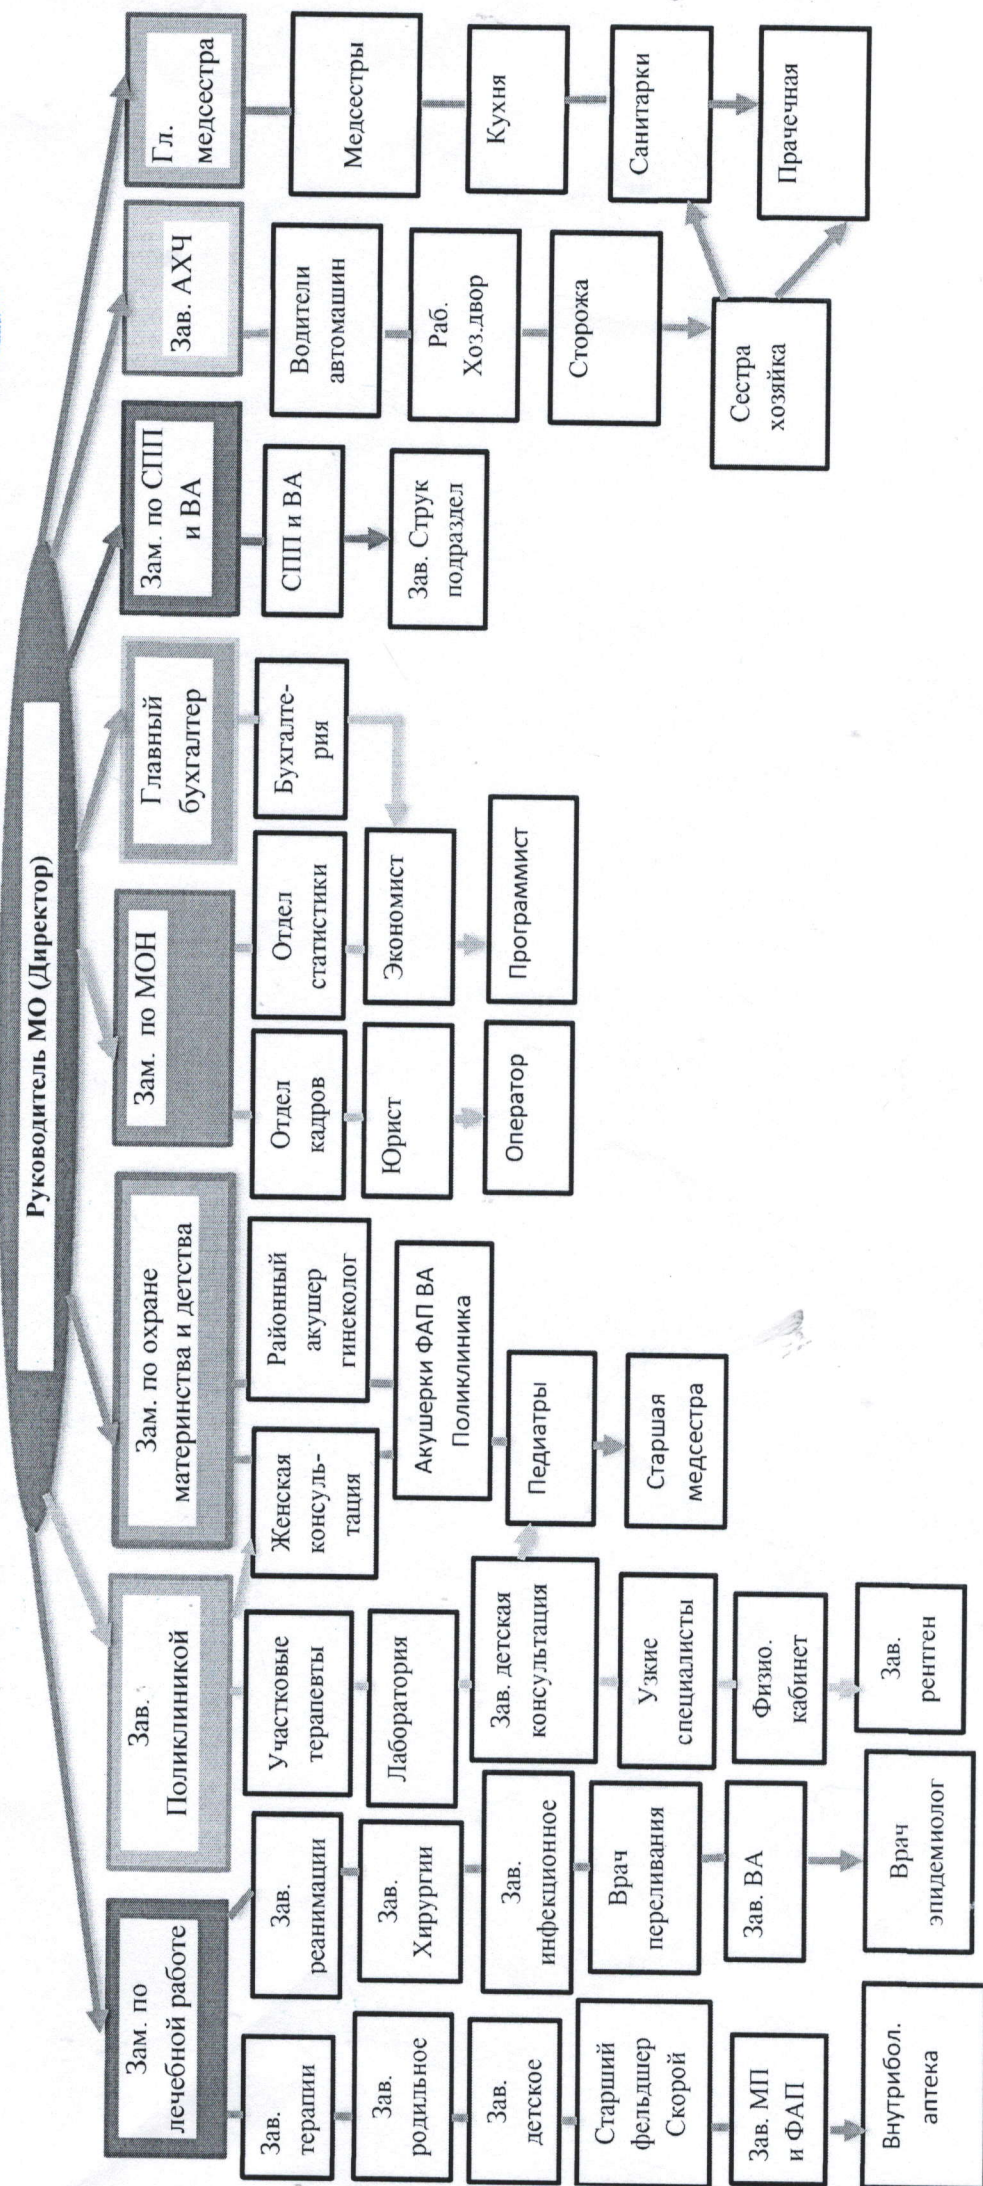 Руководитель МО (Директор)
Зам. по
лечебной работе
Зав.
Поликлиникой
Зам. по охране
материнства и детства
Зам. по МОН
Главный
бухгалтер
Зам. по СПП
и ВА
Зав. АХЧ
Гл.
медсестра
Зав.
терапии
Зав.
родильное
Зав.
детское
Старший
фельдшер
Скорой
Зав. МП
и ФАП
Внутрибол.
аптека
Зав.
реанимации
Зав.
Хирургии
Зав.
инфекционное
Врач
переливания
Зав. ВА
Врач
эпидемиолог
Участковые
терапевты
Лаборатория
Зав. детская
консультация
Узкие
специалисты
Физио.
кабинет
Зав.
рентген
Женская
консуль-
тация
Районный
акушер
гинеколог
Акушерки ФАП ВА
Поликлиника
Педиатры
Старшая
медсестра
Отдел
кадров
Юрист
Оператор
Отдел
статистики
Экономист
Программист
Бухгалте-
рия
СПП и ВА
Зав. Струк
подраздел
Водители
автомашин
Раб.
Хоз.двор
Сторожа
Сестра
хозяйка
Медсестры
Кухня
Санитарки
Прачечная